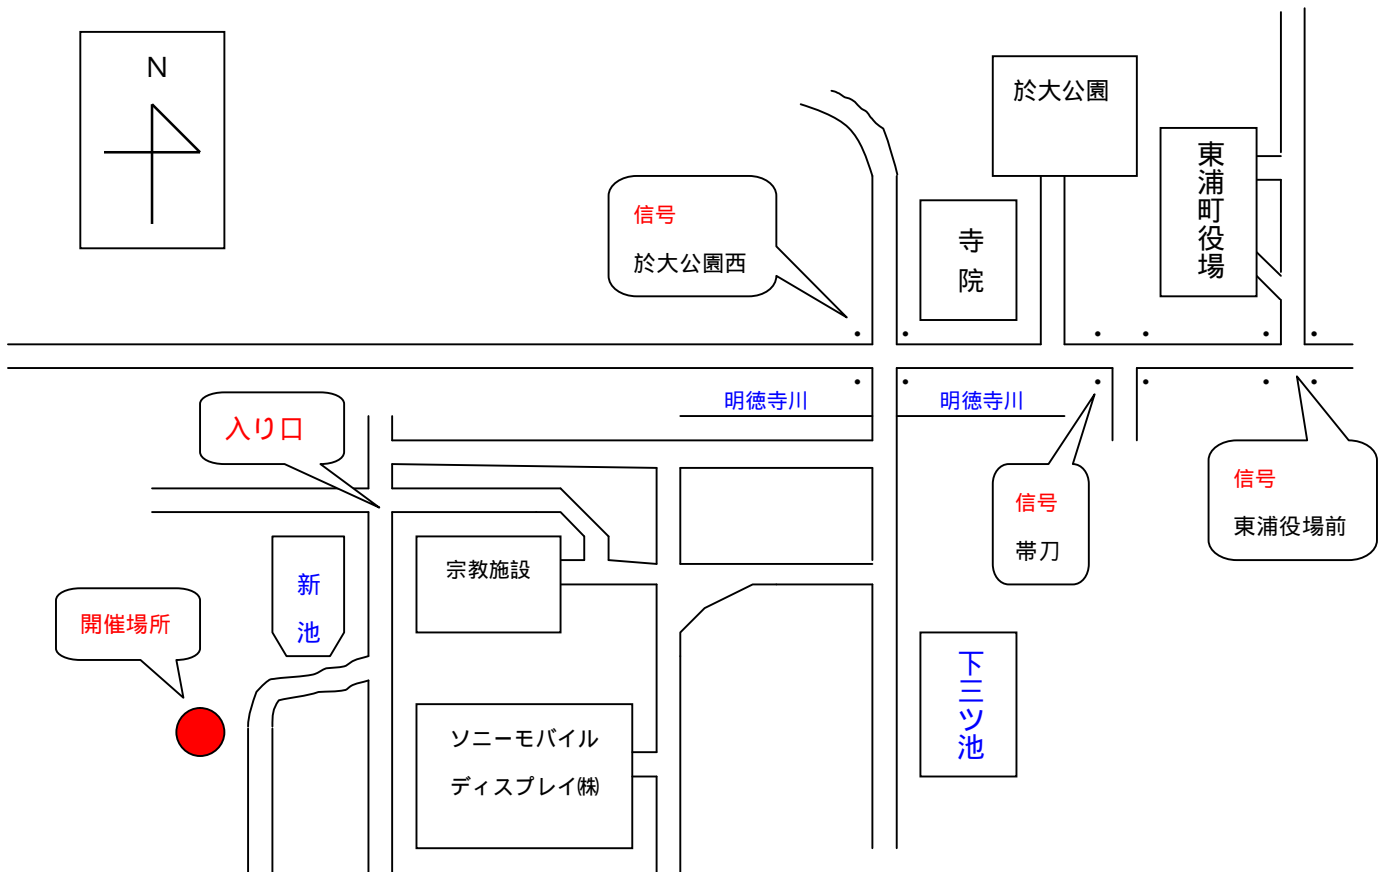 N
於大公園
東浦町役場
信号
於大公園西
寺
院
明徳寺川
明徳寺川
入り口
信号
帯刀
信号
東浦役場前
宗教施設
新
池
開催場所
下三ツ池
ソニーモバイル
ディスプレイ㈱